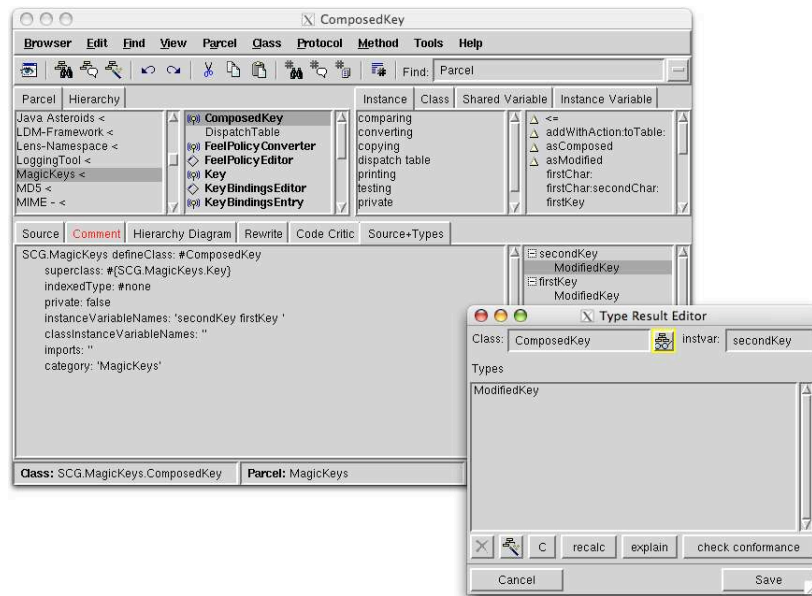 ComposedKey
Browser Edit Find View Parcel Class Protocol Method Tools Help
Find: Parcel
Parcel Hierarchy
Instance Class Shared Variable Instance Variable
Java Asteroids <
LDM-Framework <
Lens-Namespace <
LoggingTool <
MagicKeys <
MD5 <
MIME - <
ComposedKey
DispatchTable
FeelPolicyConverter
FeelPolicyEditor
Key
KeyBindingsEditor
KeyBindingsEntry
comparing
converting
copying
dispatch table
printing
testing
private
<=
addWithAction:toTable:
asComposed
asModified
firstChar:
firstChar:secondChar:
firstKey
Source Comment Hierarchy Diagram Rewrite Code Critic Source+Types
SCG.MagicKeys defineClass: #ComposedKey
superclass: #{SCG.MagicKeys.Key}
indexedType: #none
private: false
instanceVariableNames: 'secondKey firstKey '
classInstanceVariableNames: ''
imports: ''
category: 'MagicKeys'
secondKey
ModifiedKey
firstKey
ModifiedKey
Class: SCG.MagicKeys.ComposedKey Parcel: MagicKeys
Type Result Editor
Class: ComposedKey instvar: secondKey
Types
ModifiedKey
C recalc explain check conformance
Cancel Save